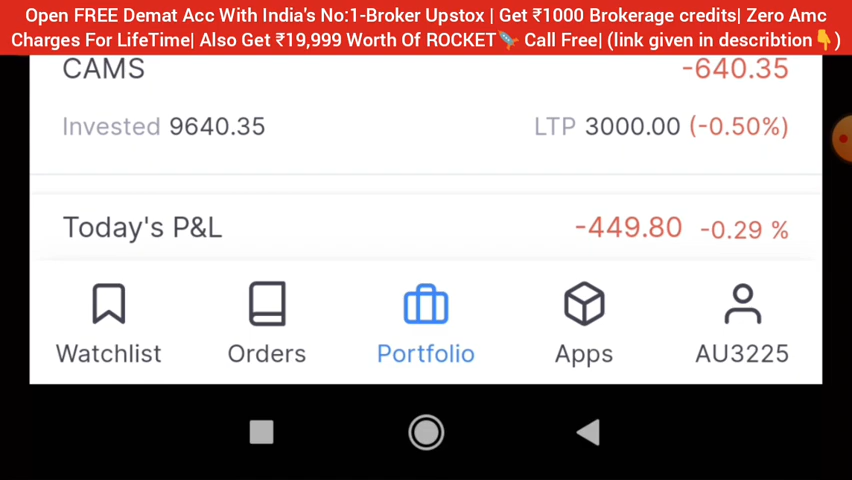 Open FREE Demat Acc With India's No:1-Broker Upstox | Get ₹1000 Brokerage credits| Zero Amc
Charges For LifeTime| Also Get ₹19,999 Worth Of ROCKET🚀 Call Free| (link given in describtion👇)
CAMS -640.35
Invested 9640.35 LTP 3000.00 (-0.50%)
Today's P&L -449.80 -0.29 %
Watchlist Orders Portfolio Apps AU3225